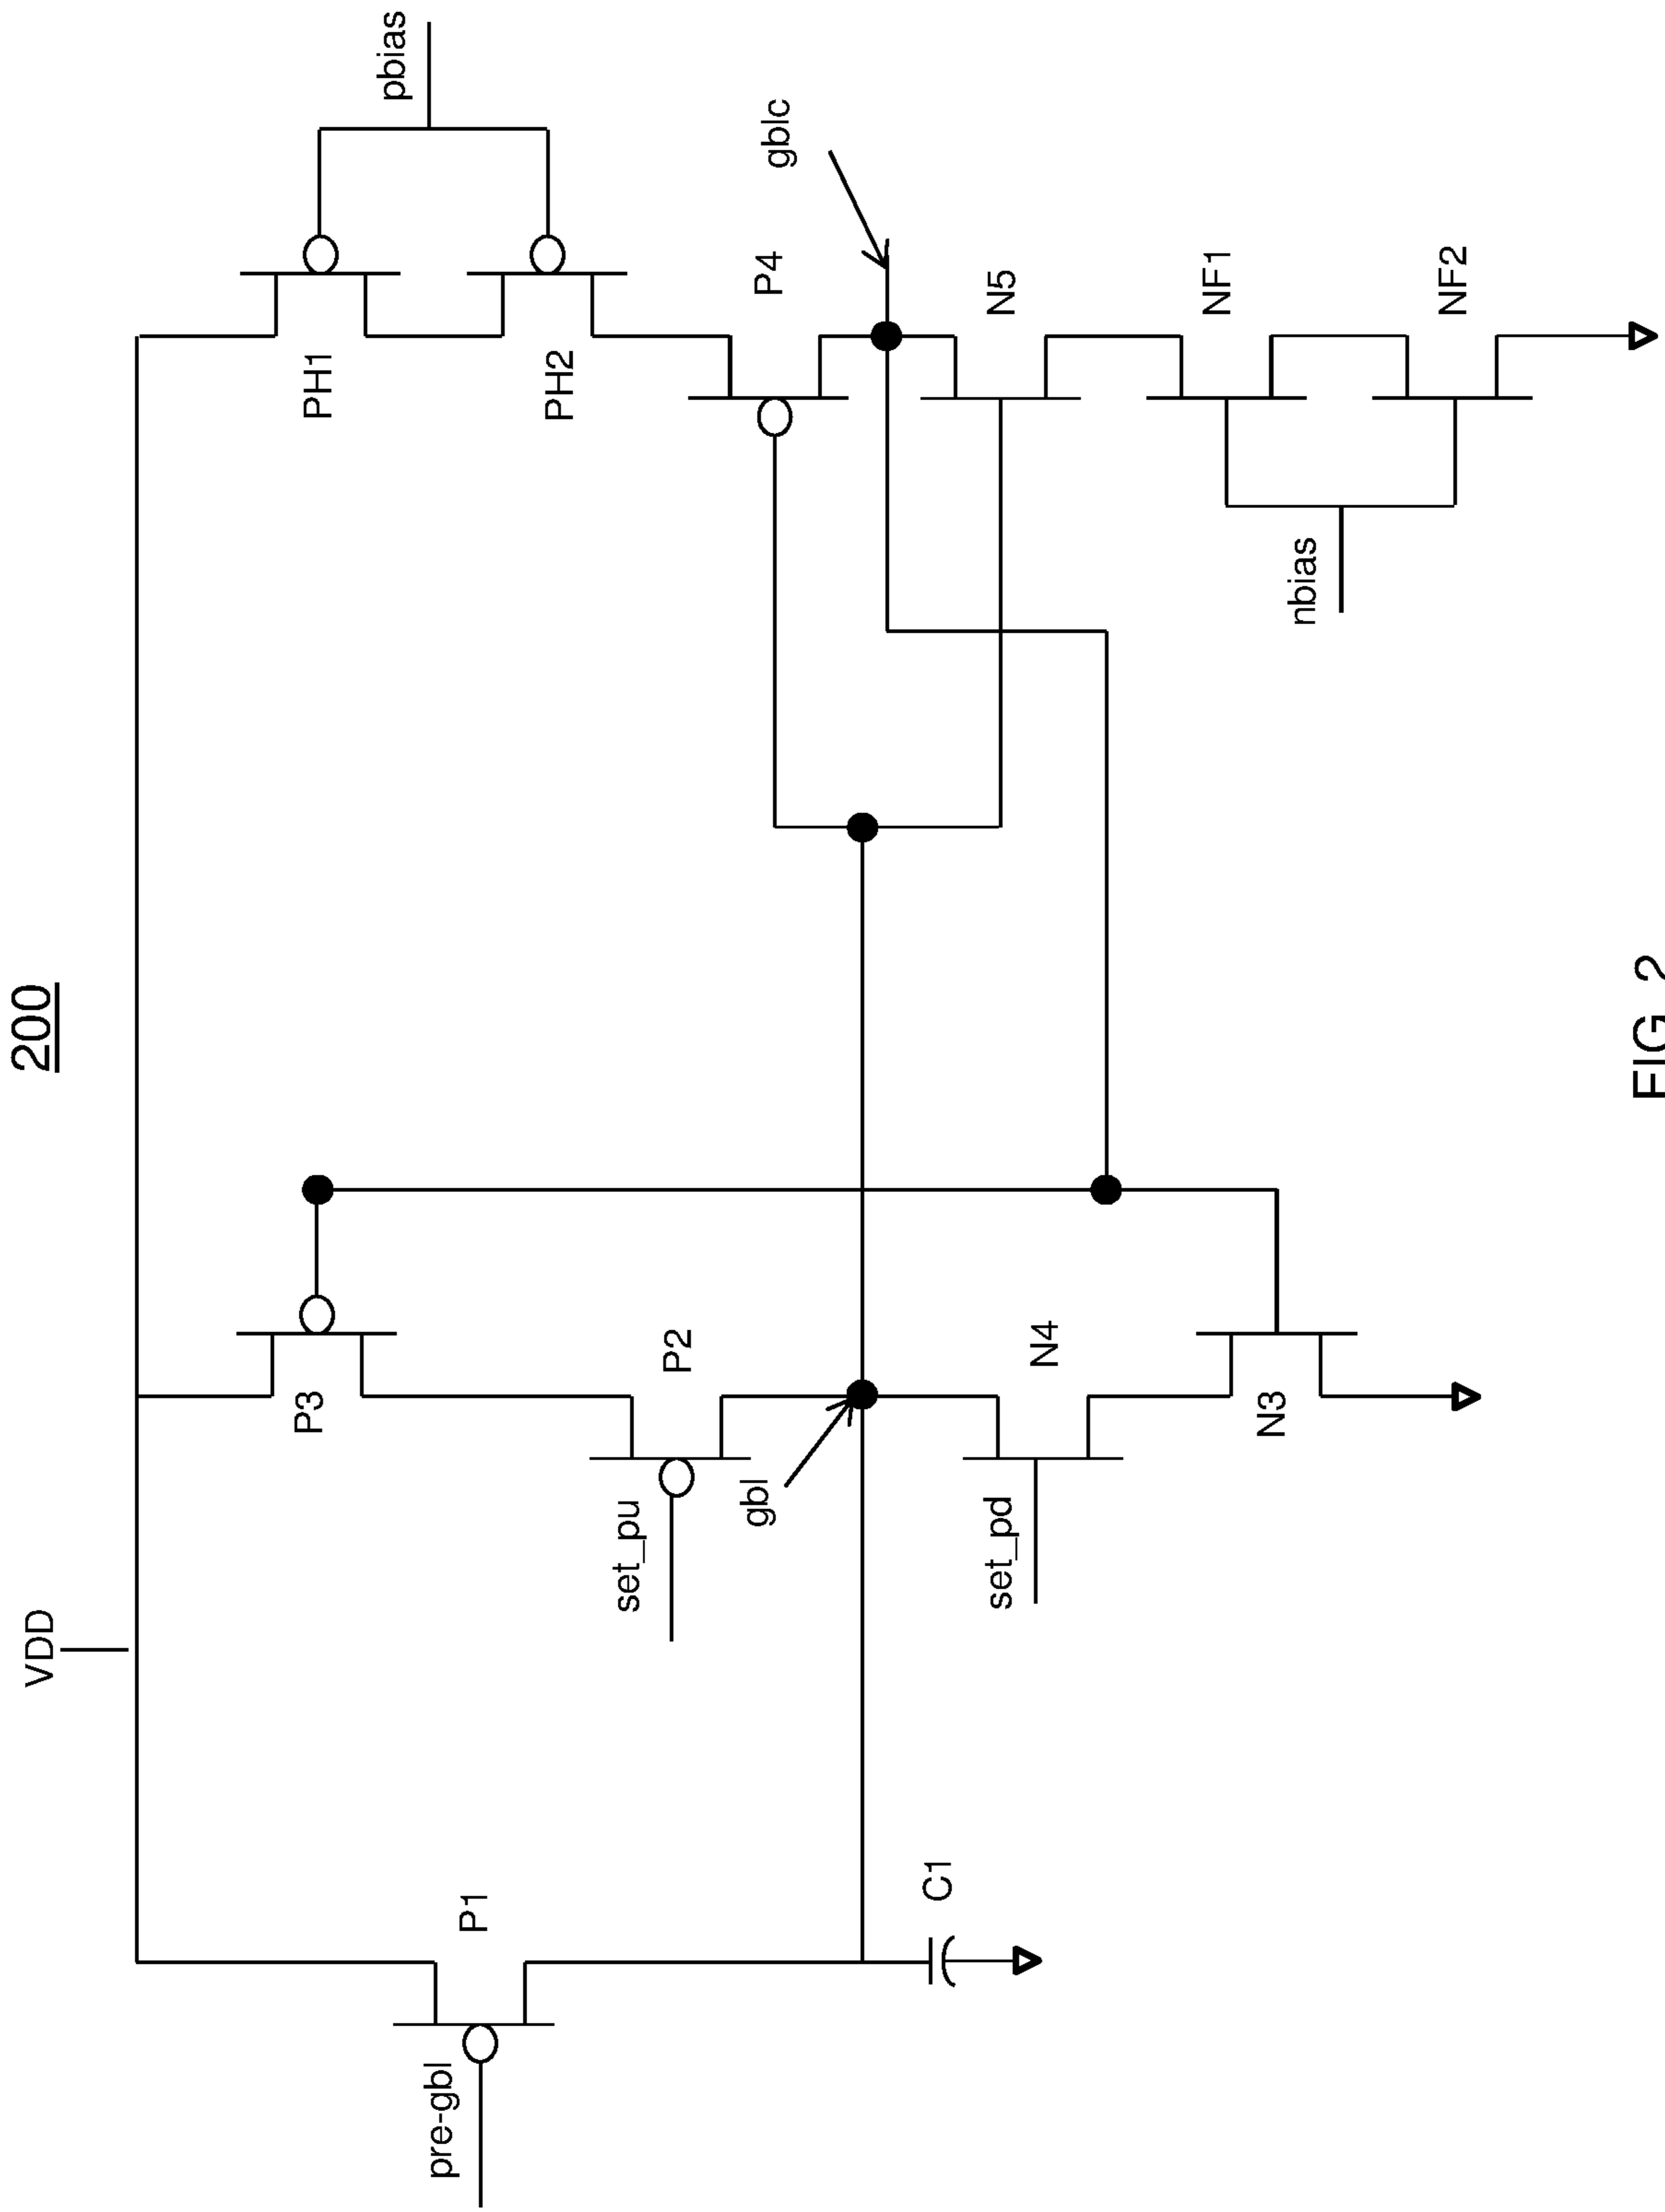 200
VDD
pbias
PH1
PH2
P3
P4
gblc
P1
pre-gbl
set_pu
P2
gbl
N5
N4
set_pd
C1
NF1
nbias
N3
NF2
FIG. 2